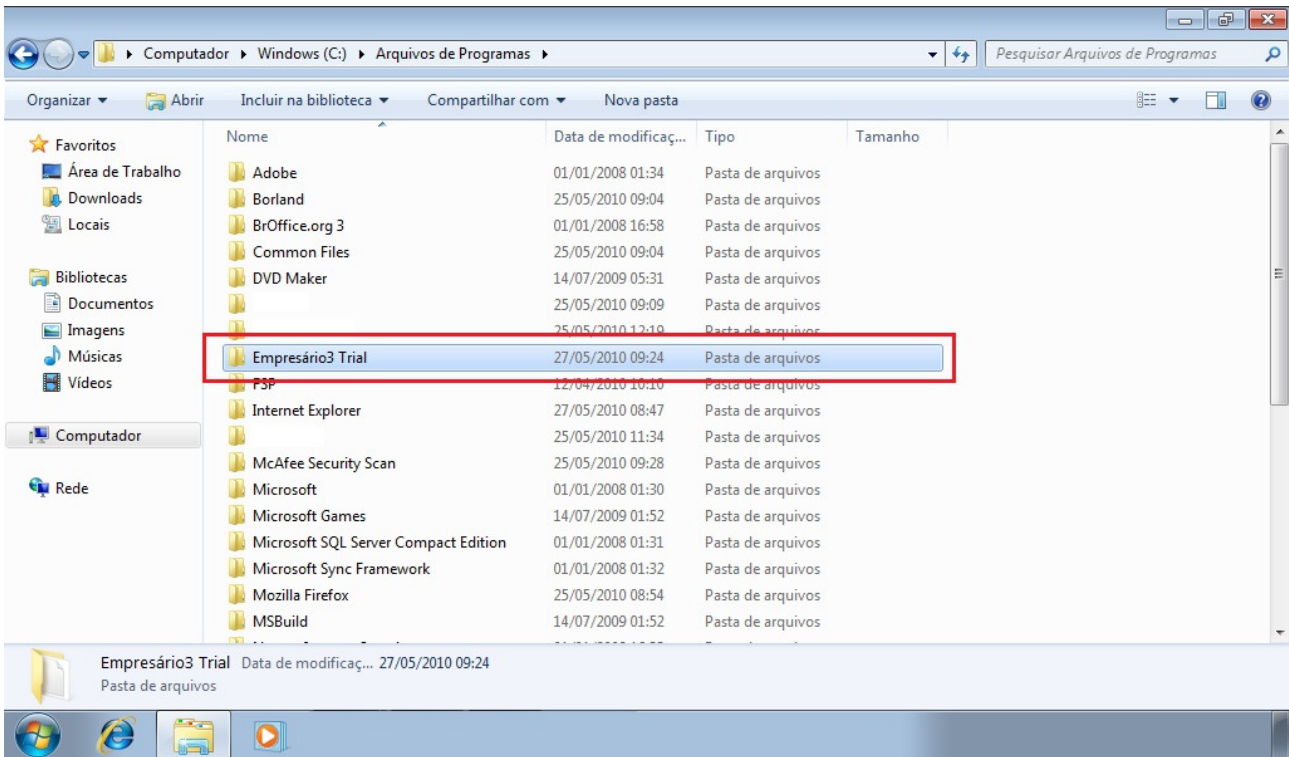 Computador Windows (C:) Arquivos de Programas
Pesquisar Arquivos de Programas
Organizar Abrir Incluir na biblioteca Compartilhar com Nova pasta
Favoritos
Área de Trabalho
Downloads
Locais
Bibliotecas
Documentos
Imagens
Músicas
Vídeos
Computador
Rede
Nome Data de modificaç... Tipo Tamanho
Adobe 01/01/2008 01:34 Pasta de arquivos
Borland 25/05/2010 09:04 Pasta de arquivos
BrOffice.org 3 01/01/2008 16:58 Pasta de arquivos
Common Files 25/05/2010 09:04 Pasta de arquivos
DVD Maker 14/07/2009 05:31 Pasta de arquivos
25/05/2010 09:09 Pasta de arquivos
25/05/2010 12:19 Pasta de arquivos
Empresário3 Trial 27/05/2010 09:24 Pasta de arquivos
FSP 12/04/2010 10:10 Pasta de arquivos
Internet Explorer 27/05/2010 08:47 Pasta de arquivos
25/05/2010 11:34 Pasta de arquivos
McAfee Security Scan 25/05/2010 09:28 Pasta de arquivos
Microsoft 01/01/2008 01:30 Pasta de arquivos
Microsoft Games 14/07/2009 01:52 Pasta de arquivos
Microsoft SQL Server Compact Edition 01/01/2008 01:31 Pasta de arquivos
Microsoft Sync Framework 01/01/2008 01:32 Pasta de arquivos
Mozilla Firefox 25/05/2010 08:54 Pasta de arquivos
MSBuild 14/07/2009 01:52 Pasta de arquivos
Empresário3 Trial Data de modificaç... 27/05/2010 09:24
Pasta de arquivos